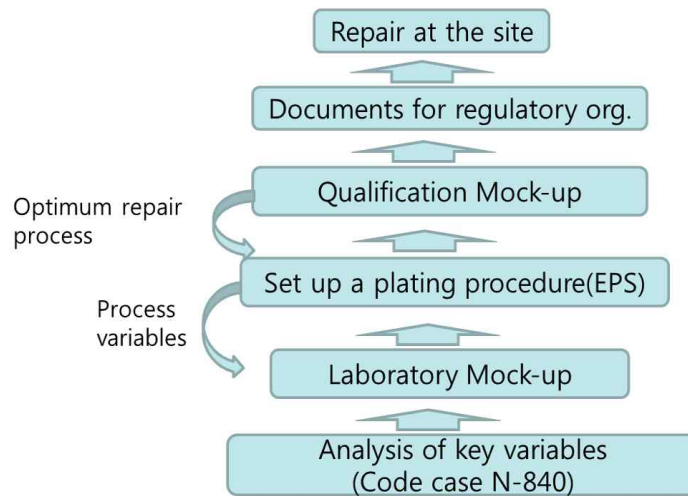 Repair at the site
Documents for regulatory org.
Qualification Mock-up
Optimum repair
process
Set up a plating procedure(EPS)
Process
variables
Laboratory Mock-up
Analysis of key variables
(Code case N-840)